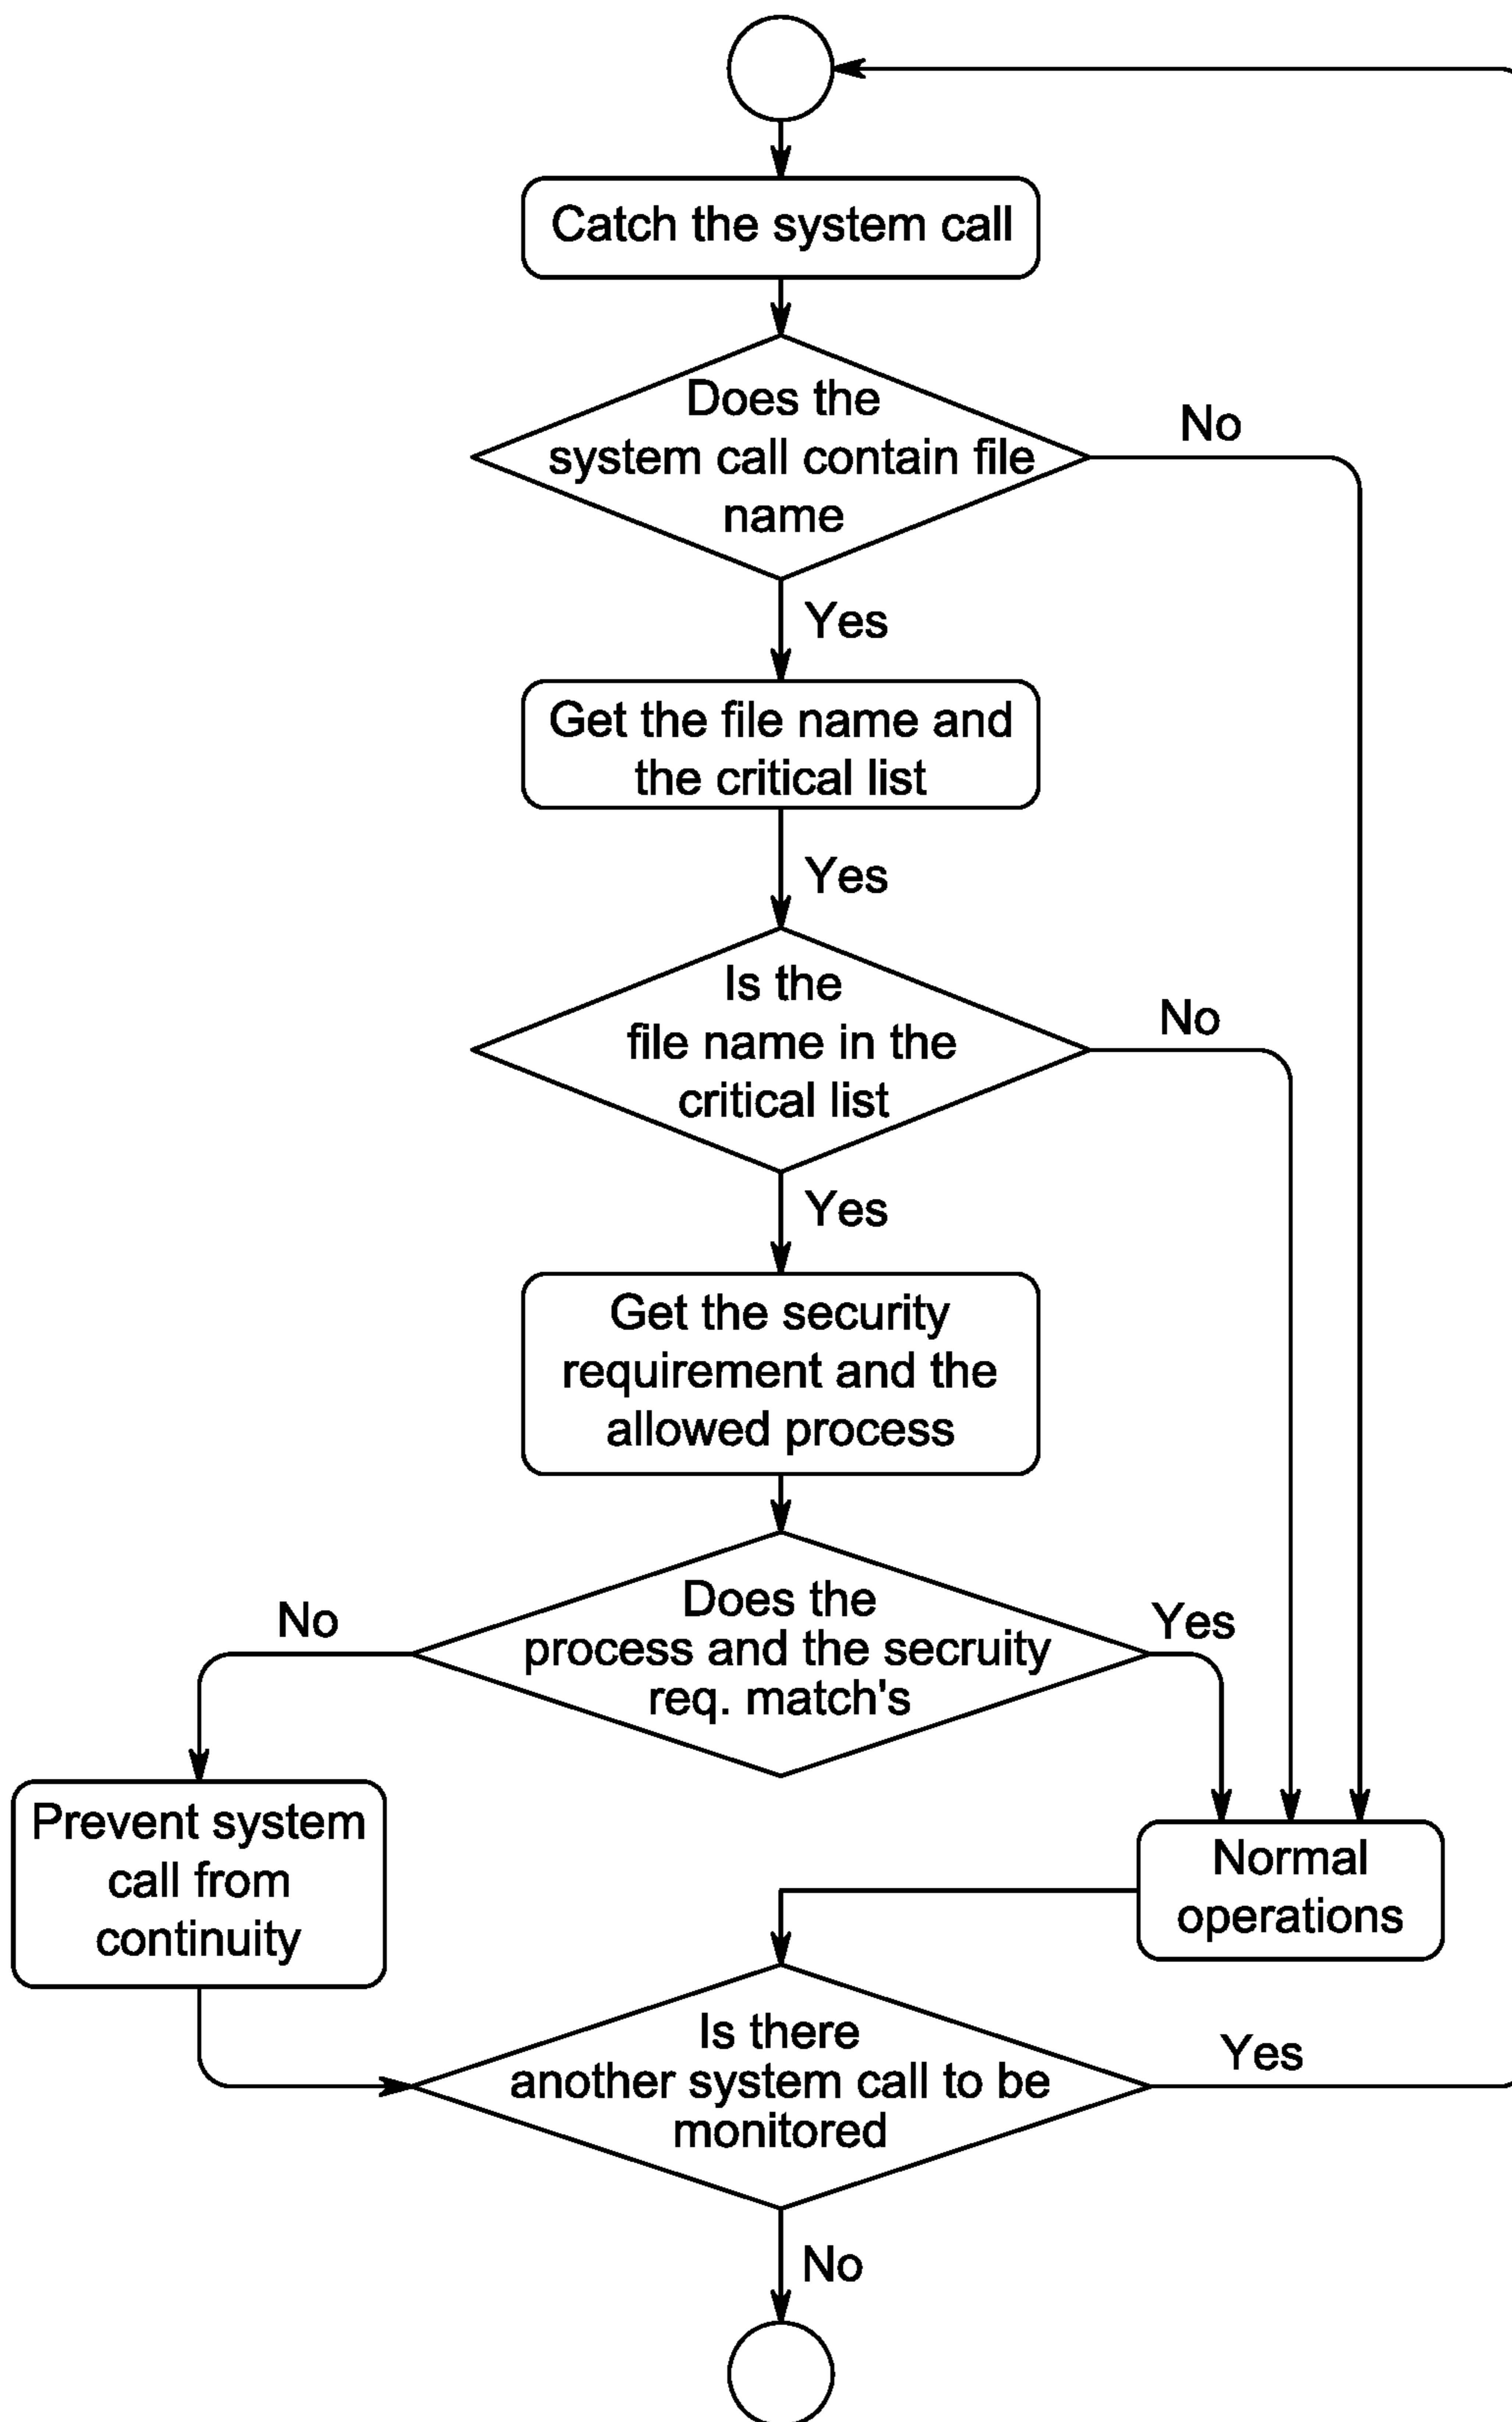 Catch the system call
Does the
system call contain file
name
No
Yes
Get the file name and
the critical list
Yes
Is the
file name in the
critical list
No
Yes
Get the security
requirement and the
allowed process
Does the
process and the secruity
req. match's
No
Yes
Prevent system
call from
continuity
Normal
operations
Is there
another system call to be
monitored
Yes
No